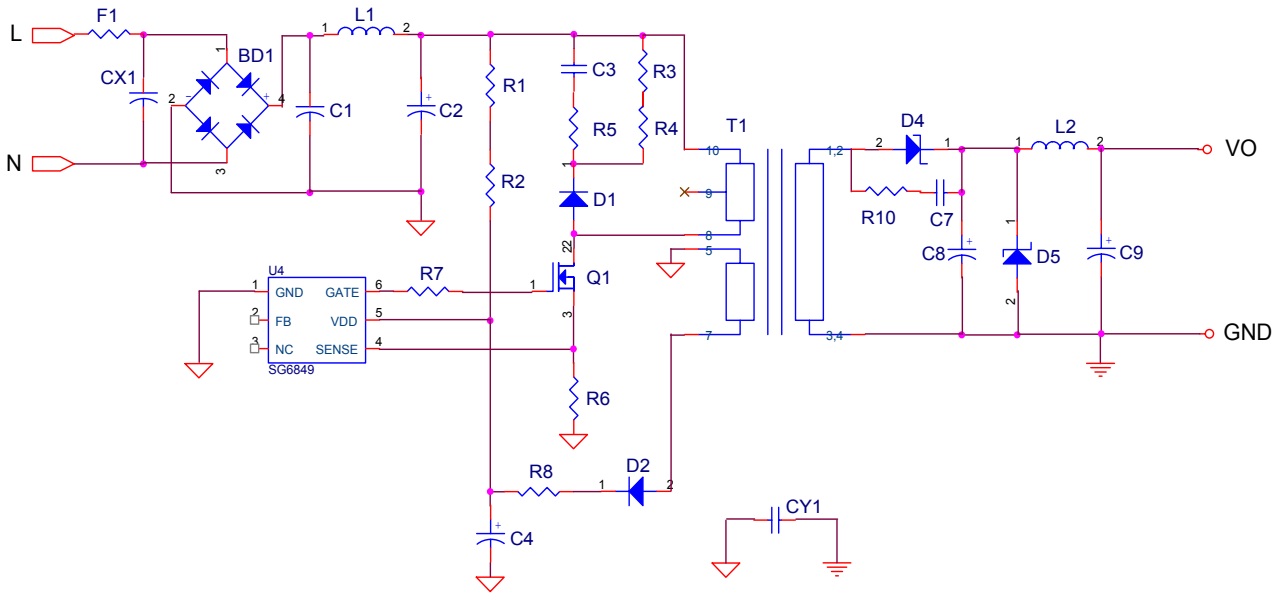 L
F1
CX1
N
1
BD1
2
-
+
4
3
1
L1
2
C1
+
C2
R1
R2
C3
R5
R3
R4
1
D1
22
T1
10
9
8
5
7
1,2
3,4
2
D4
1
R10
C7
+
C8
1
D5
2
1
L2
2
+
C9
VO
GND
U4
1
GND
GATE
6
2
FB
VDD
5
3
NC
SENSE
4
SG6849
R7
1
Q1
3
R6
R8
1
D2
2
+
C4
CY1